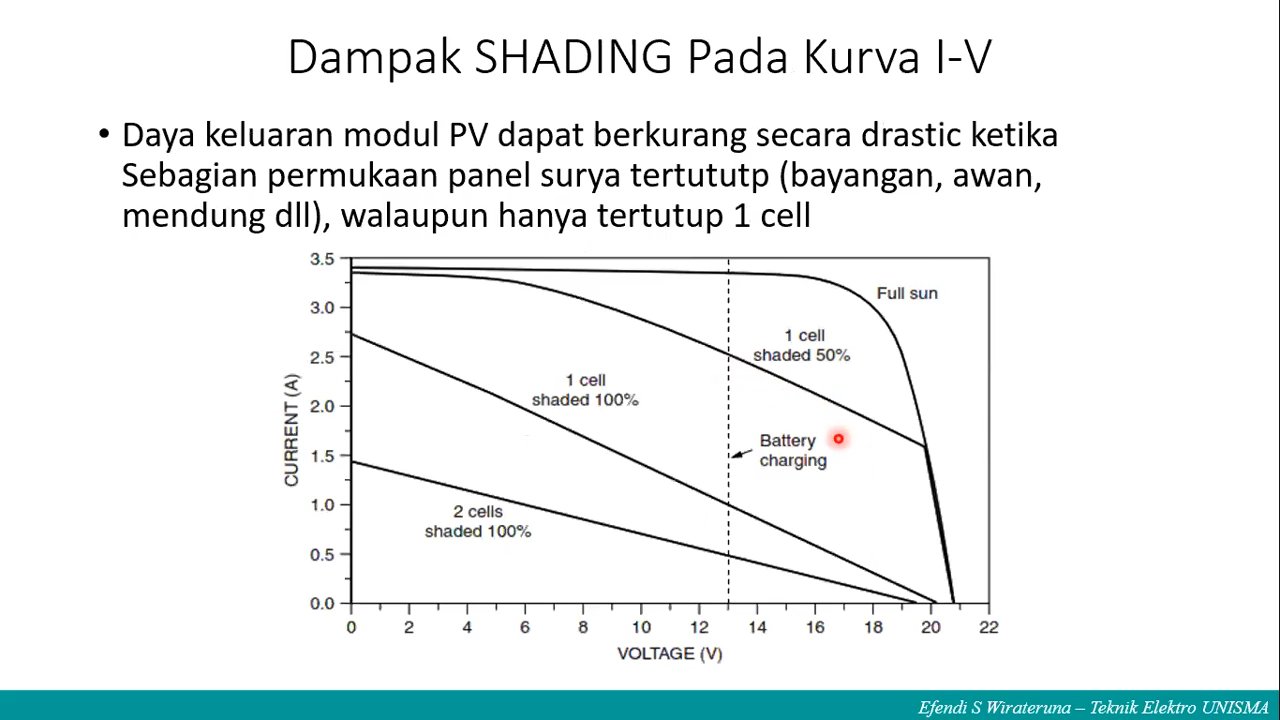 Dampak SHADING Pada Kurva I-V
• Daya keluaran modul PV dapat berkurang secara drastic ketika
Sebagian permukaan panel surya tertututp (bayangan, awan,
mendung dll), walaupun hanya tertutup 1 cell
3.5
3.0
2.5
2.0
1.5
1.0
0.5
0.0
CURRENT (A)
Full sun
1 cell
shaded 50%
1 cell
shaded 100%
Battery
charging
2 cells
shaded 100%
0 2 4 6 8 10 12 14 16 18 20 22
VOLTAGE (V)
Efendi S Wirateruna – Teknik Elektro UNISMA